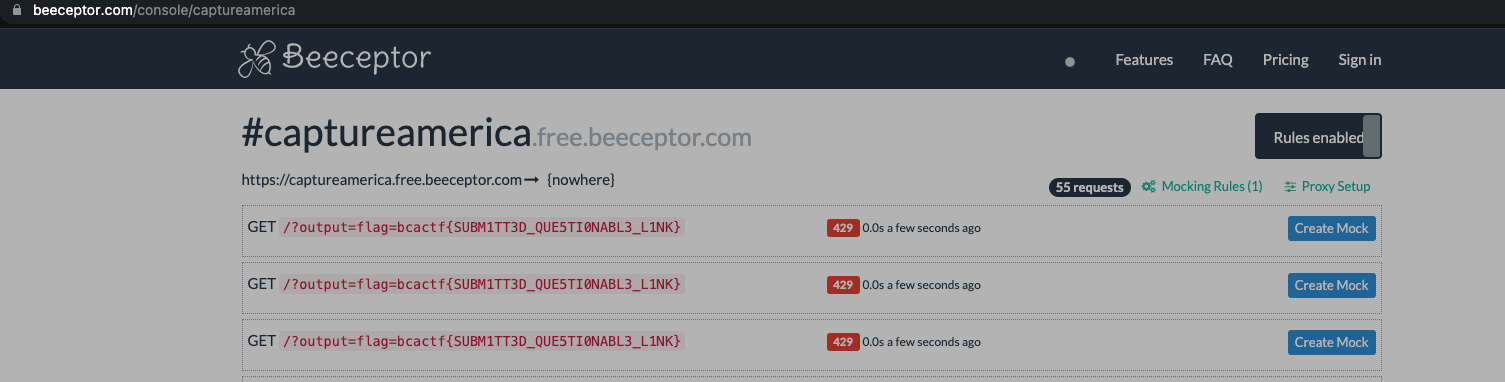 beeceptor.com/console/captureamerica
Beeceptor
Features FAQ Pricing Sign in
#captureamerica.free.beeceptor.com
Rules enabled
https://captureamerica.free.beeceptor.com → {nowhere}
55 requests Mocking Rules (1) Proxy Setup
GET /?output=flag=bcactf{SUBM1TT3D_QUE5TI0NABL3_L1NK} 429 0.0s a few seconds ago Create Mock
GET /?output=flag=bcactf{SUBM1TT3D_QUE5TI0NABL3_L1NK} 429 0.0s a few seconds ago Create Mock
GET /?output=flag=bcactf{SUBM1TT3D_QUE5TI0NABL3_L1NK} 429 0.0s a few seconds ago Create Mock